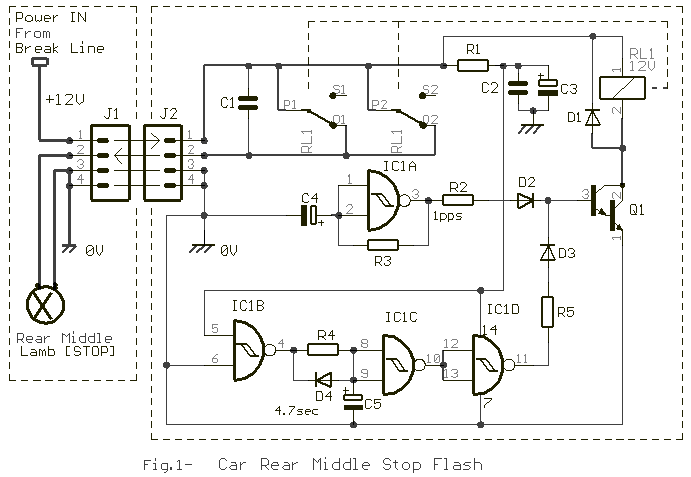 Power IN
From
Break Line
+12V
J1
J2
1
2
3
4
1
2
3
4
0V
0V
Rear Middle
Lamb [STOP]
C1
P1
S1
O1
RL1
P2
S2
O2
RL1
R1
C2
+
C3
RL1
12V
1
2
D1
IC1A
C4
+
1
2
3
R2
1pps
R3
D2
3
2
1
Q1
D3
R5
IC1B
5
6
4
R4
D4
4.7sec
+
C5
IC1C
8
9
10
IC1D
12
13
14
11
7
Fig.1- Car Rear Middle Stop Flash